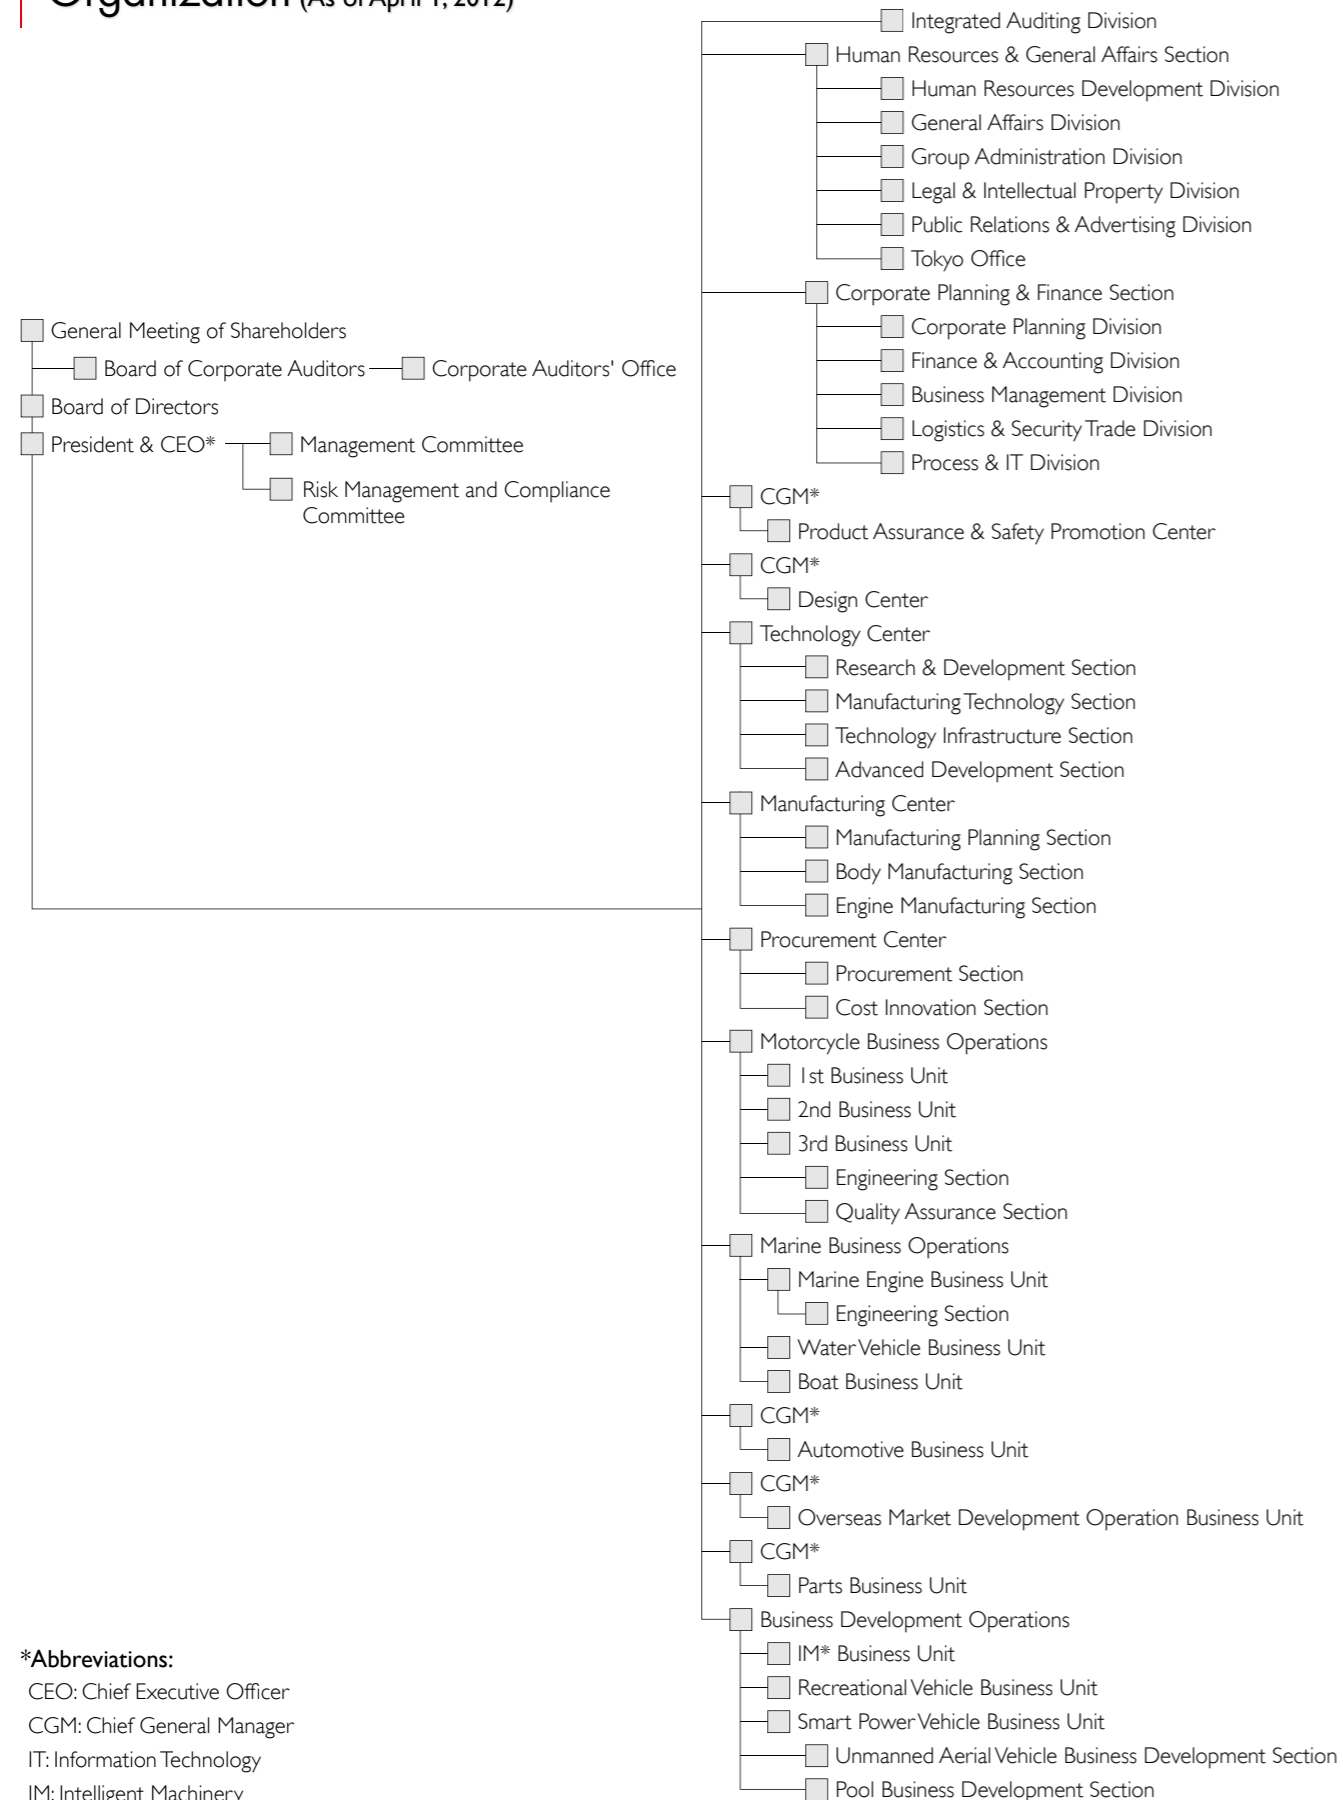 Organization (As of April 1, 2012)
General Meeting of Shareholders
Board of Corporate Auditors
Corporate Auditors' Office
Board of Directors
President & CEO*
Management Committee
Risk Management and Compliance
Committee
Integrated Auditing Division
Human Resources & General Affairs Section
Human Resources Development Division
General Affairs Division
Group Administration Division
Legal & Intellectual Property Division
Public Relations & Advertising Division
Tokyo Office
Corporate Planning & Finance Section
Corporate Planning Division
Finance & Accounting Division
Business Management Division
Logistics & Security Trade Division
Process & IT Division
CGM*
Product Assurance & Safety Promotion Center
CGM*
Design Center
Technology Center
Research & Development Section
Manufacturing Technology Section
Technology Infrastructure Section
Advanced Development Section
Manufacturing Center
Manufacturing Planning Section
Body Manufacturing Section
Engine Manufacturing Section
Procurement Center
Procurement Section
Cost Innovation Section
Motorcycle Business Operations
1st Business Unit
2nd Business Unit
3rd Business Unit
Engineering Section
Quality Assurance Section
Marine Business Operations
Marine Engine Business Unit
Engineering Section
Water Vehicle Business Unit
Boat Business Unit
CGM*
Automotive Business Unit
CGM*
Overseas Market Development Operation Business Unit
CGM*
Parts Business Unit
Business Development Operations
IM* Business Unit
Recreational Vehicle Business Unit
Smart Power Vehicle Business Unit
Unmanned Aerial Vehicle Business Development Section
Pool Business Development Section
*Abbreviations:
CEO: Chief Executive Officer
CGM: Chief General Manager
IT: Information Technology
IM: Intelligent Machinery